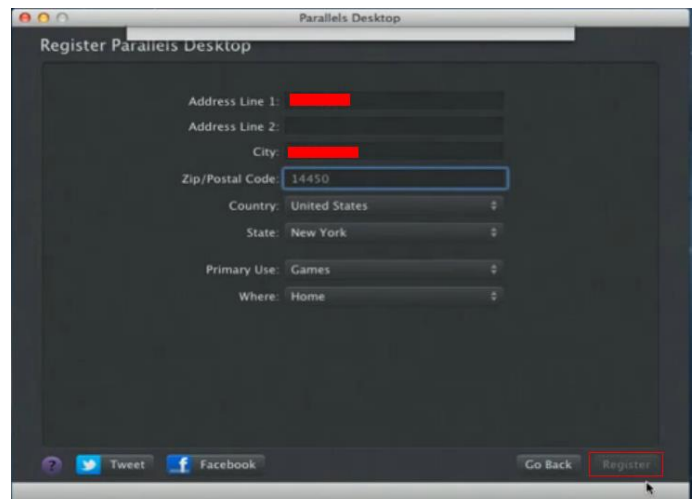 Parallels Desktop
Register Parallels Desktop
Address Line 1:
Address Line 2:
City:
Zip/Postal Code: 14450
Country: United States
State: New York
Primary Use: Games
Where: Home
? Tweet f Facebook Go Back Register